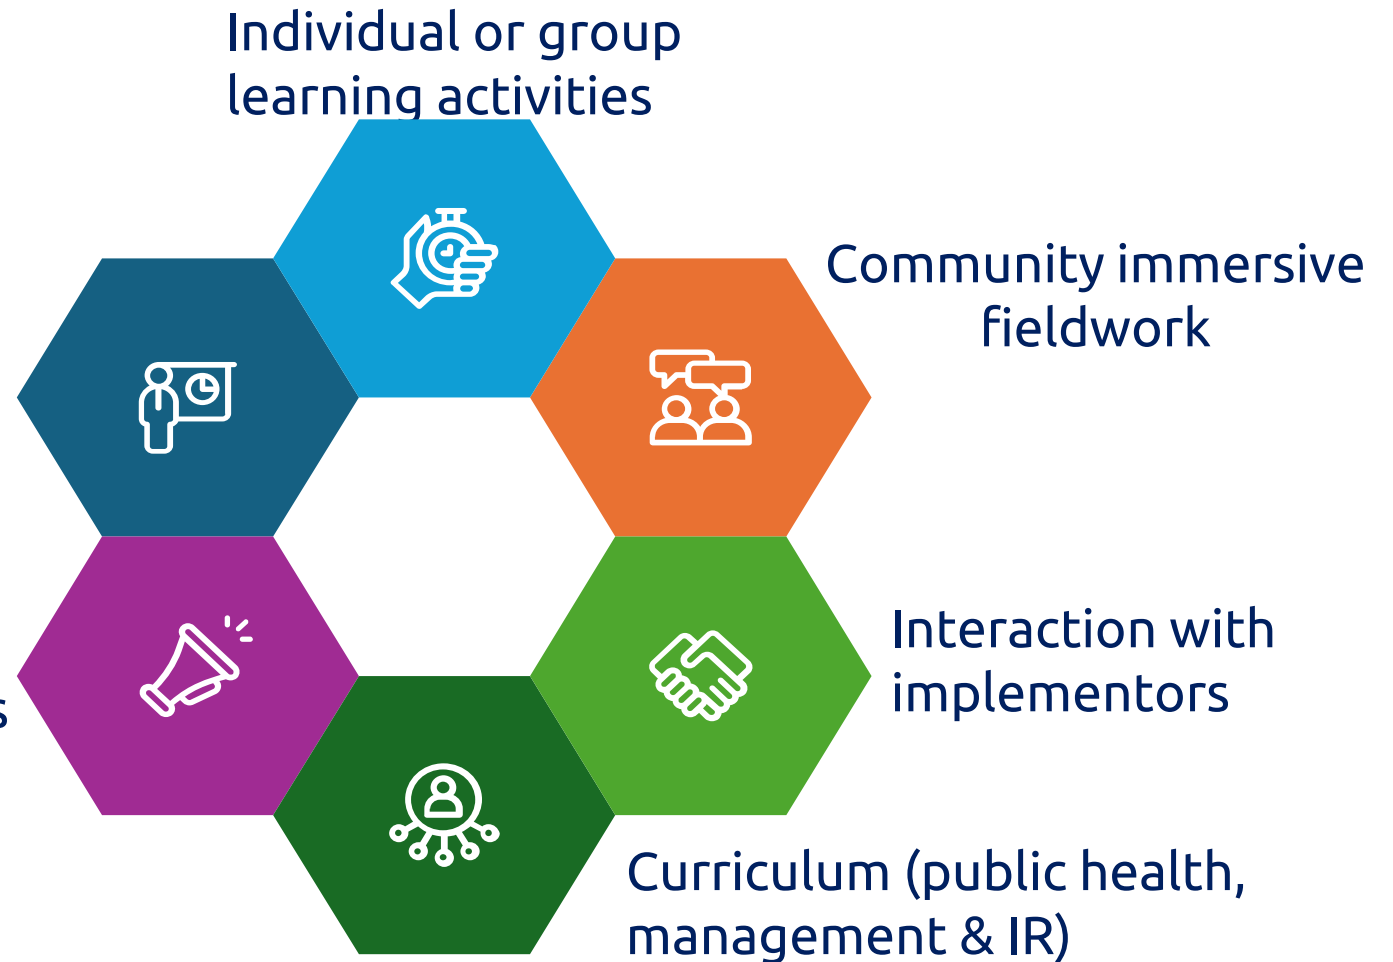 Individual or group
learning activities
Community immersive
fieldwork
Interaction with
implementors
Curriculum (public health,
management & IR)